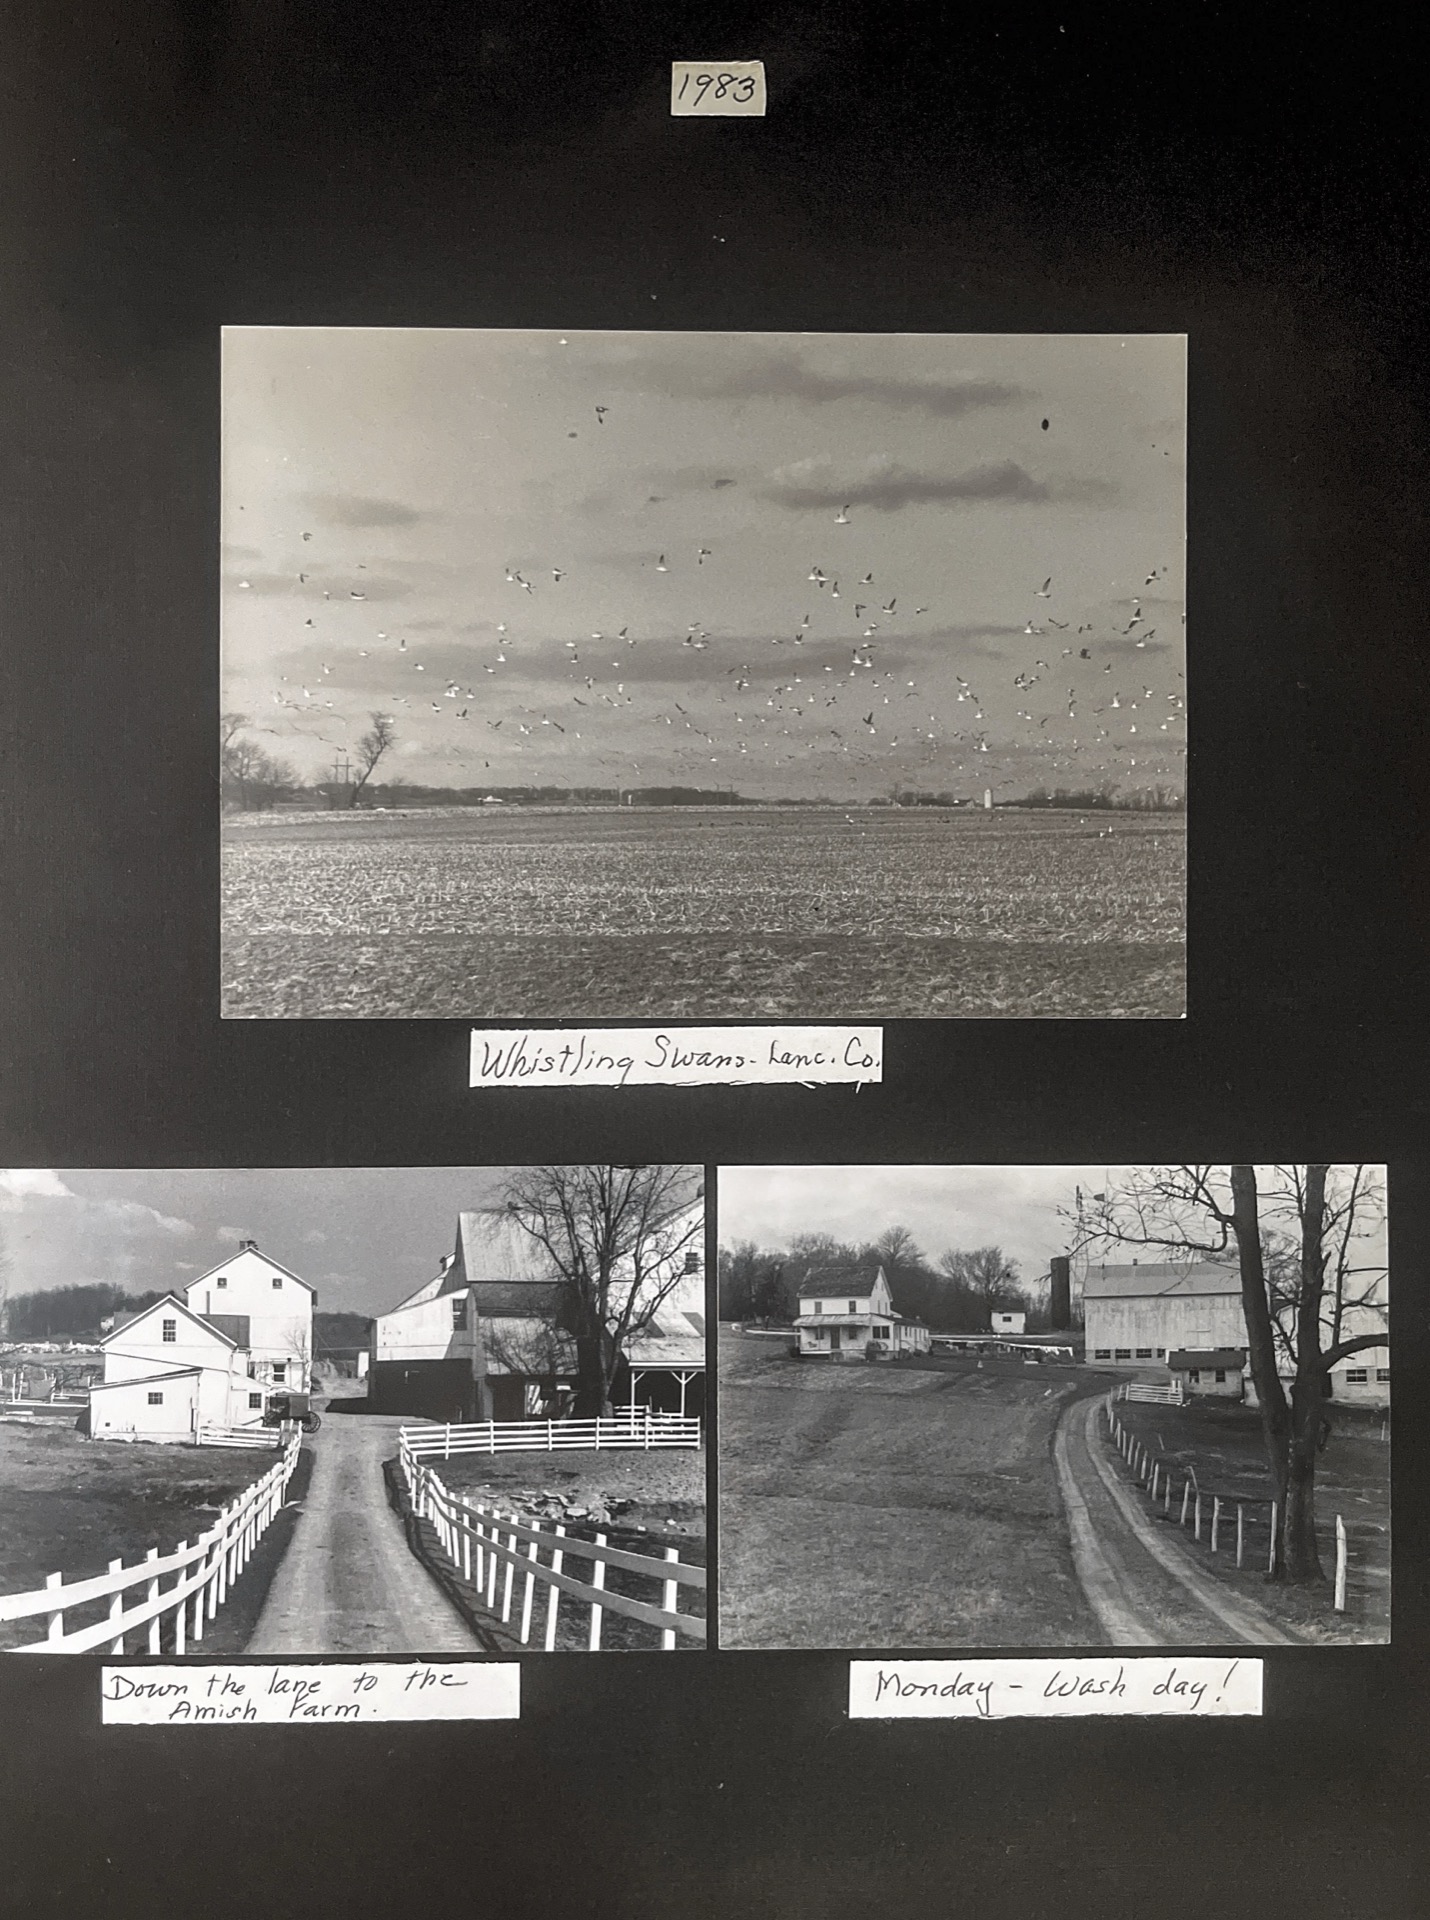 1983
Whistling Swans - Lanc. Co.
Down the lane to the
Amish Farm.
Monday - Wash day!